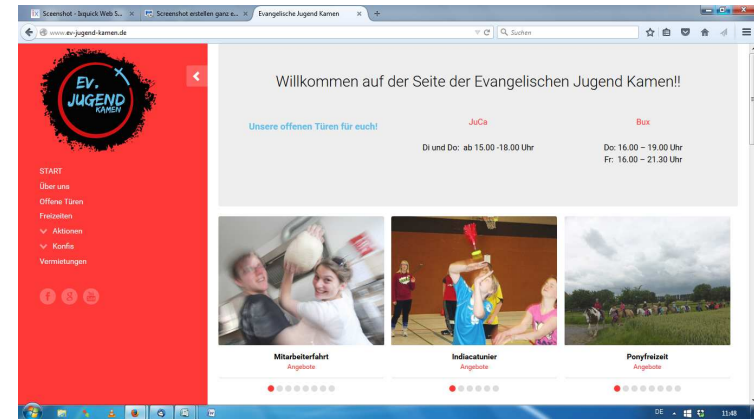 Sceenshot - Ixquick Web S...
Screenshot erstellen ganz e...
Evangelische Jugend Kamen
www.ev-jugend-kamen.de
Suchen
EV.
JUGEND
KAMEN
START
Über uns
Offene Türen
Freizeiten
Aktionen
Konfis
Vermietungen
Willkommen auf der Seite der Evangelischen Jugend Kamen!!
Unsere offenen Türen für euch!
JuCa
Di und Do: ab 15.00 -18.00 Uhr
Bux
Do: 16.00 – 19.00 Uhr
Fr: 16.00 – 21.30 Uhr
Mitarbeiterfahrt
Angebote
Indiacatunier
Angebote
Ponyfreizeit
Angebote
DE
11:48